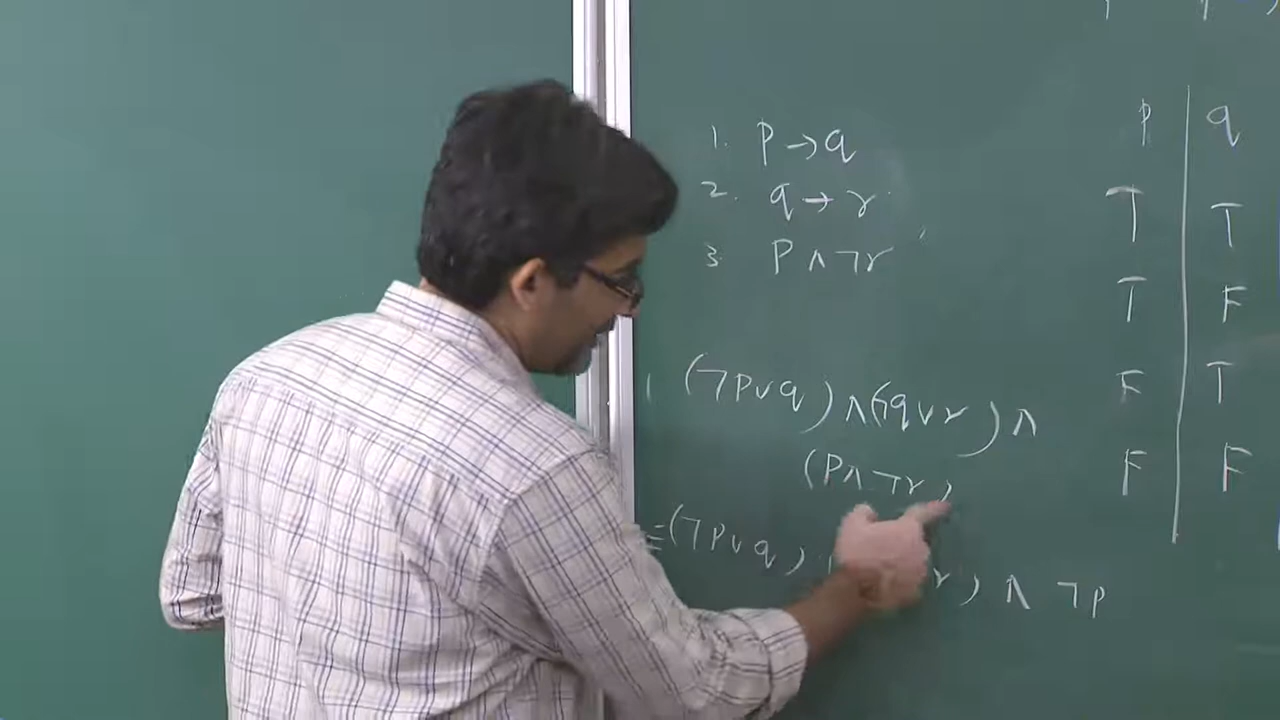 1. p → q
2. q → r
3. p ∧ ¬r
(¬p ∨ q) ∧ (¬q ∨ r) ∧
(p ∧ ¬r)
= (¬p ∨ q) r) ∧ ¬p
p q
T T
T F
F T
F F